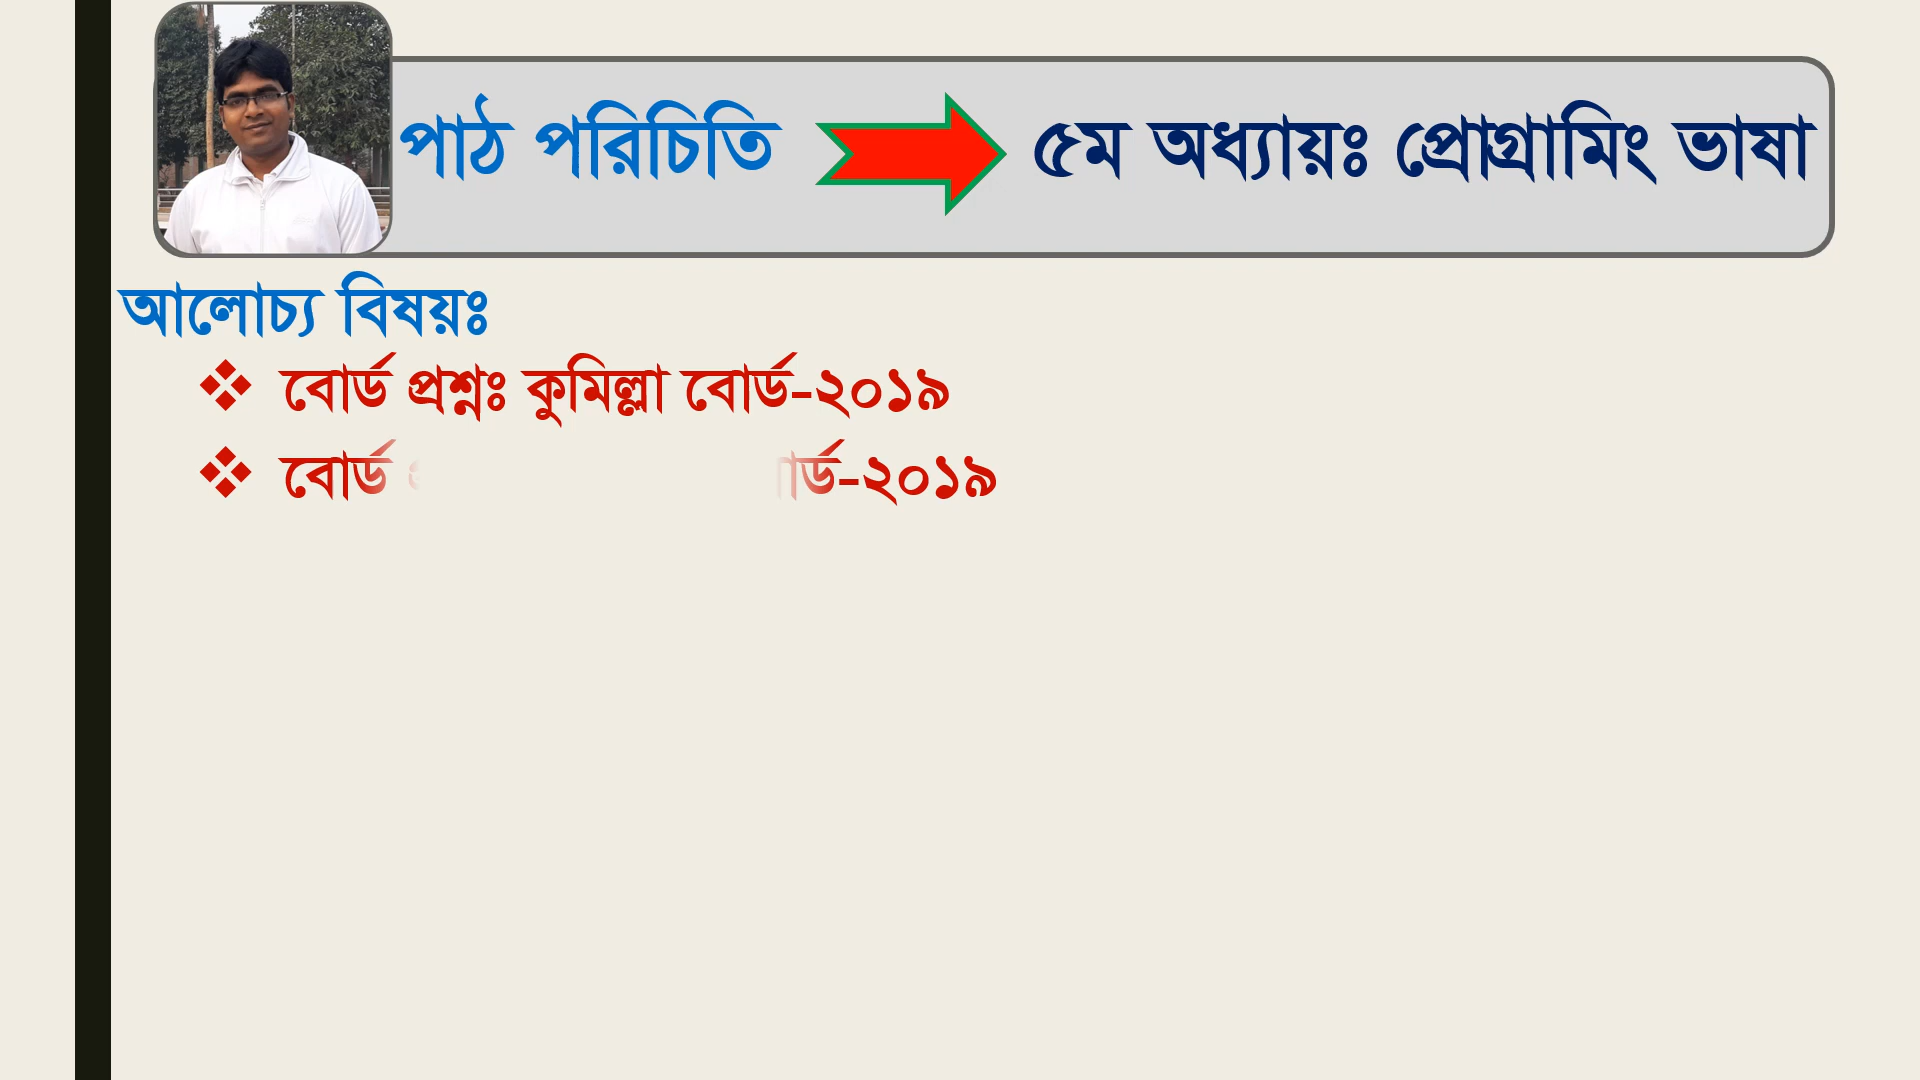 পাঠ পরিচিতি ৫ম অধ্যায়ঃ প্রোগ্রামিং ভাষা
আলোচ্য বিষয়ঃ
❖ বোর্ড প্রশ্নঃ কুমিল্লা বোর্ড-২০১৯
❖ বোর্ড -২০১৯